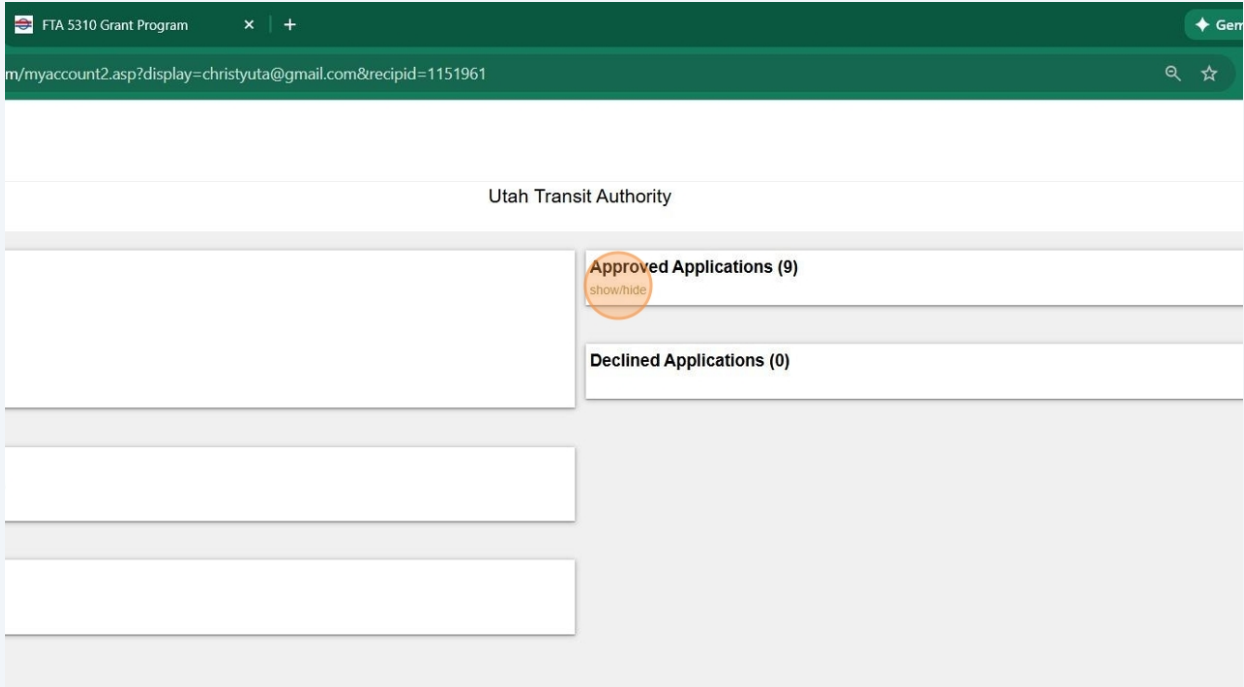 FTA 5310 Grant Program
Gem
m/myaccount2.asp?display=christyuta@gmail.com&recipid=1151961
Utah Transit Authority
Approved Applications (9)
show/hide
Declined Applications (0)